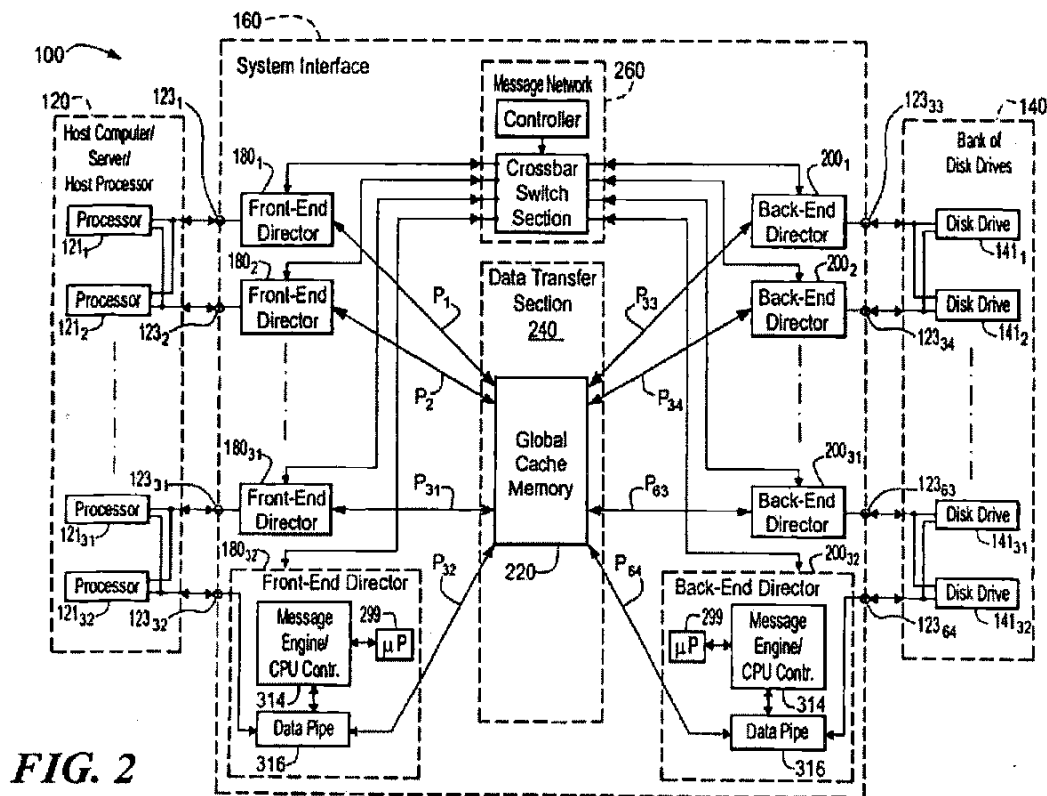 160
100
System Interface
Message Network
260
Controller
Crossbar
Switch
Section
120
123₁
Host Computer/
Server/
Host Processor
Processor
121₁
Processor
121₂
123₂
180₁
Front-End
Director
180₂
Front-End
Director
P₁
P₂
Data Transfer
Section
240
Global
Cache
Memory
220
P₃₃
P₃₄
200₁
Back-End
Director
200₂
Back-End
Director
123₃₃
140
Bank of
Disk Drives
Disk Drive
141₁
Disk Drive
141₂
123₃₄
123₃₁
Processor
121₃₁
Processor
121₃₂
123₃₂
180₃₁
Front-End
Director
P₃₁
P₆₃
200₃₁
Back-End
Director
123₆₃
Disk Drive
141₃₁
Disk Drive
141₃₂
123₆₄
180₃₂
Front-End Director
Message
Engine/
CPU Contr.
299
µP
314
Data Pipe
316
P₃₂
P₆₄
200₃₂
Back-End Director
299
µP
Message
Engine/
CPU Contr.
314
Data Pipe
316
FIG. 2